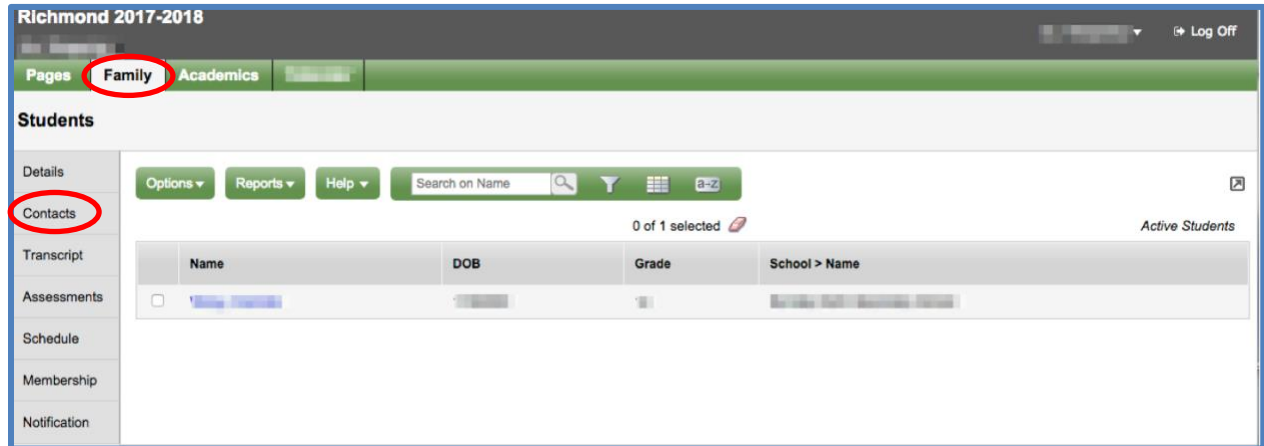 Richmond 2017-2018
Log Off
Pages Family Academics
Students
Details
Contacts
Transcript
Assessments
Schedule
Membership
Notification
Options Reports Help Search on Name a-z
0 of 1 selected Active Students
Name DOB Grade School > Name